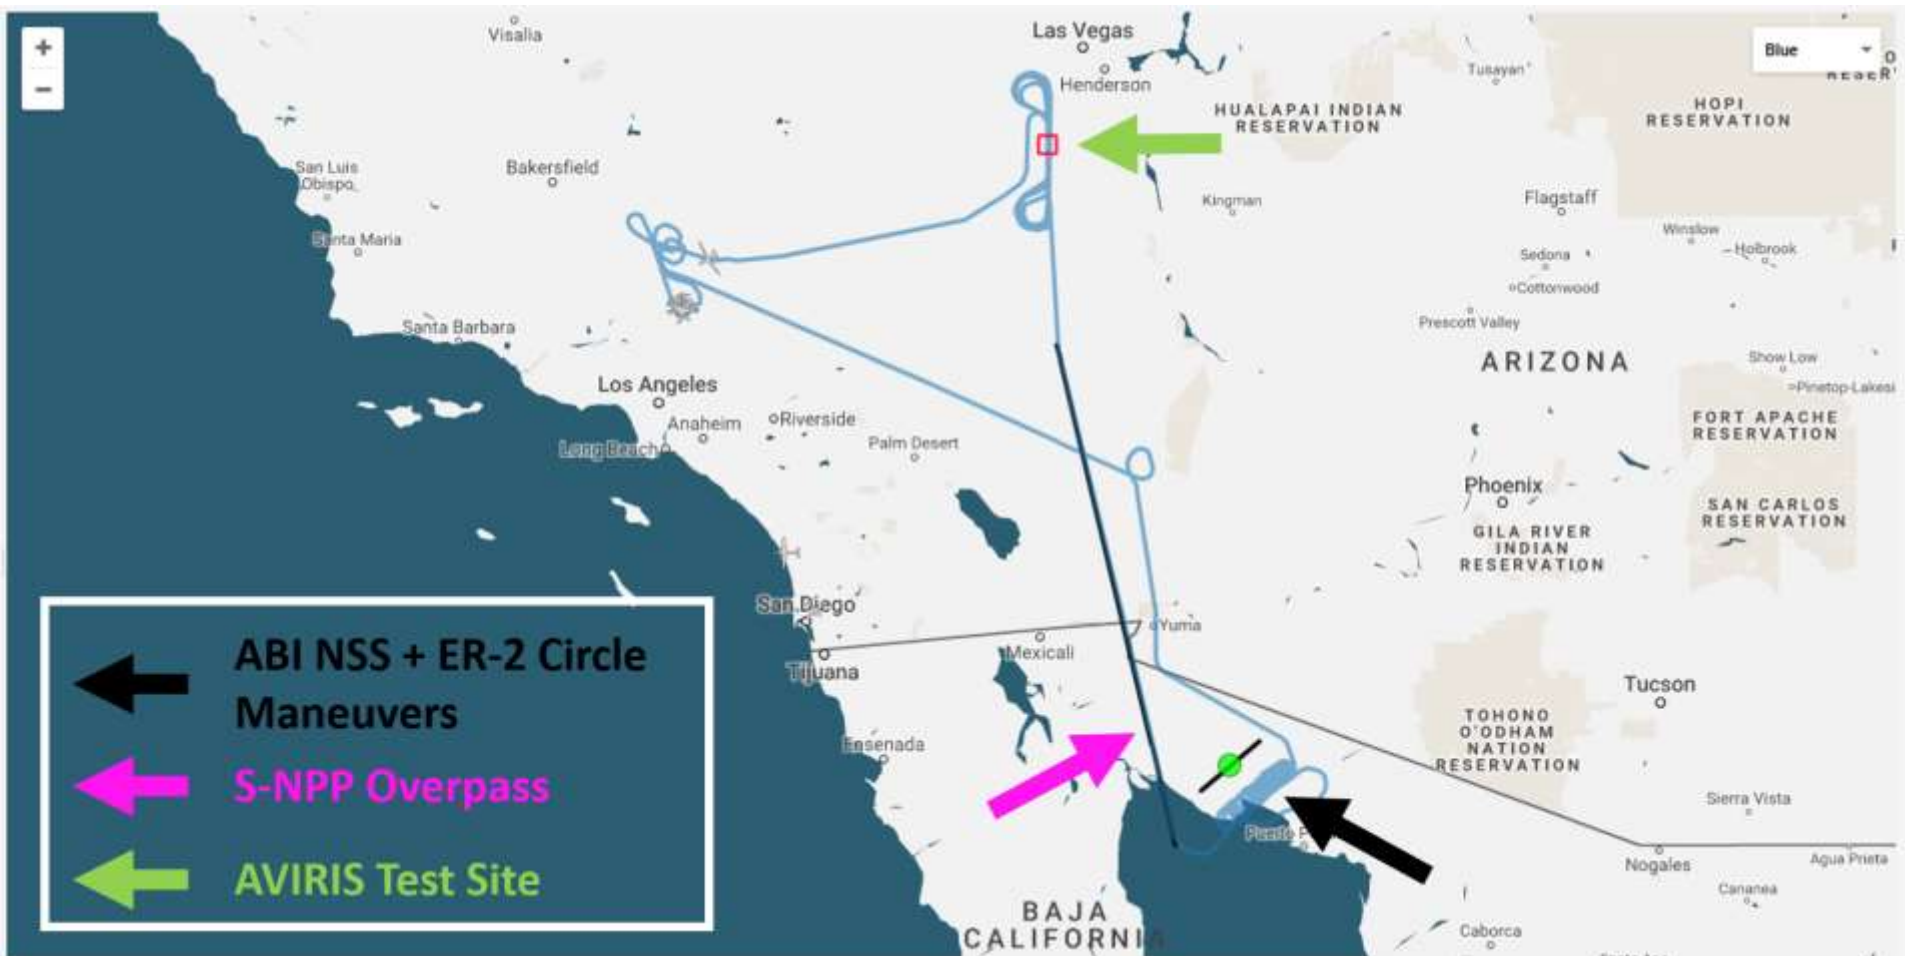 +
−
Visalia
Las Vegas
Henderson
Blue
Tusayan
HUALAPAI INDIAN
RESERVATION
HOPI
RESERVATION
San Luis
Obispo
Bakersfield
Kingman
Flagstaff
Santa Maria
Winslow
Holbrook
Sedona
Cottonwood
Prescott Valley
Santa Barbara
ARIZONA
Show Low
Pinetop-Lakesi
Los Angeles
Anaheim
Riverside
Long Beach
Palm Desert
FORT APACHE
RESERVATION
Phoenix
SAN CARLOS
RESERVATION
GILA RIVER
INDIAN
RESERVATION
San Diego
Yuma
Mexicali
Tijuana
Tucson
TOHONO
O'ODHAM
NATION
RESERVATION
Ensenada
Sierra Vista
Nogales
Agua Prieta
Cananea
Caborca
BAJA
CALIFORNIA
ABI NSS + ER-2 Circle
Maneuvers
S-NPP Overpass
AVIRIS Test Site